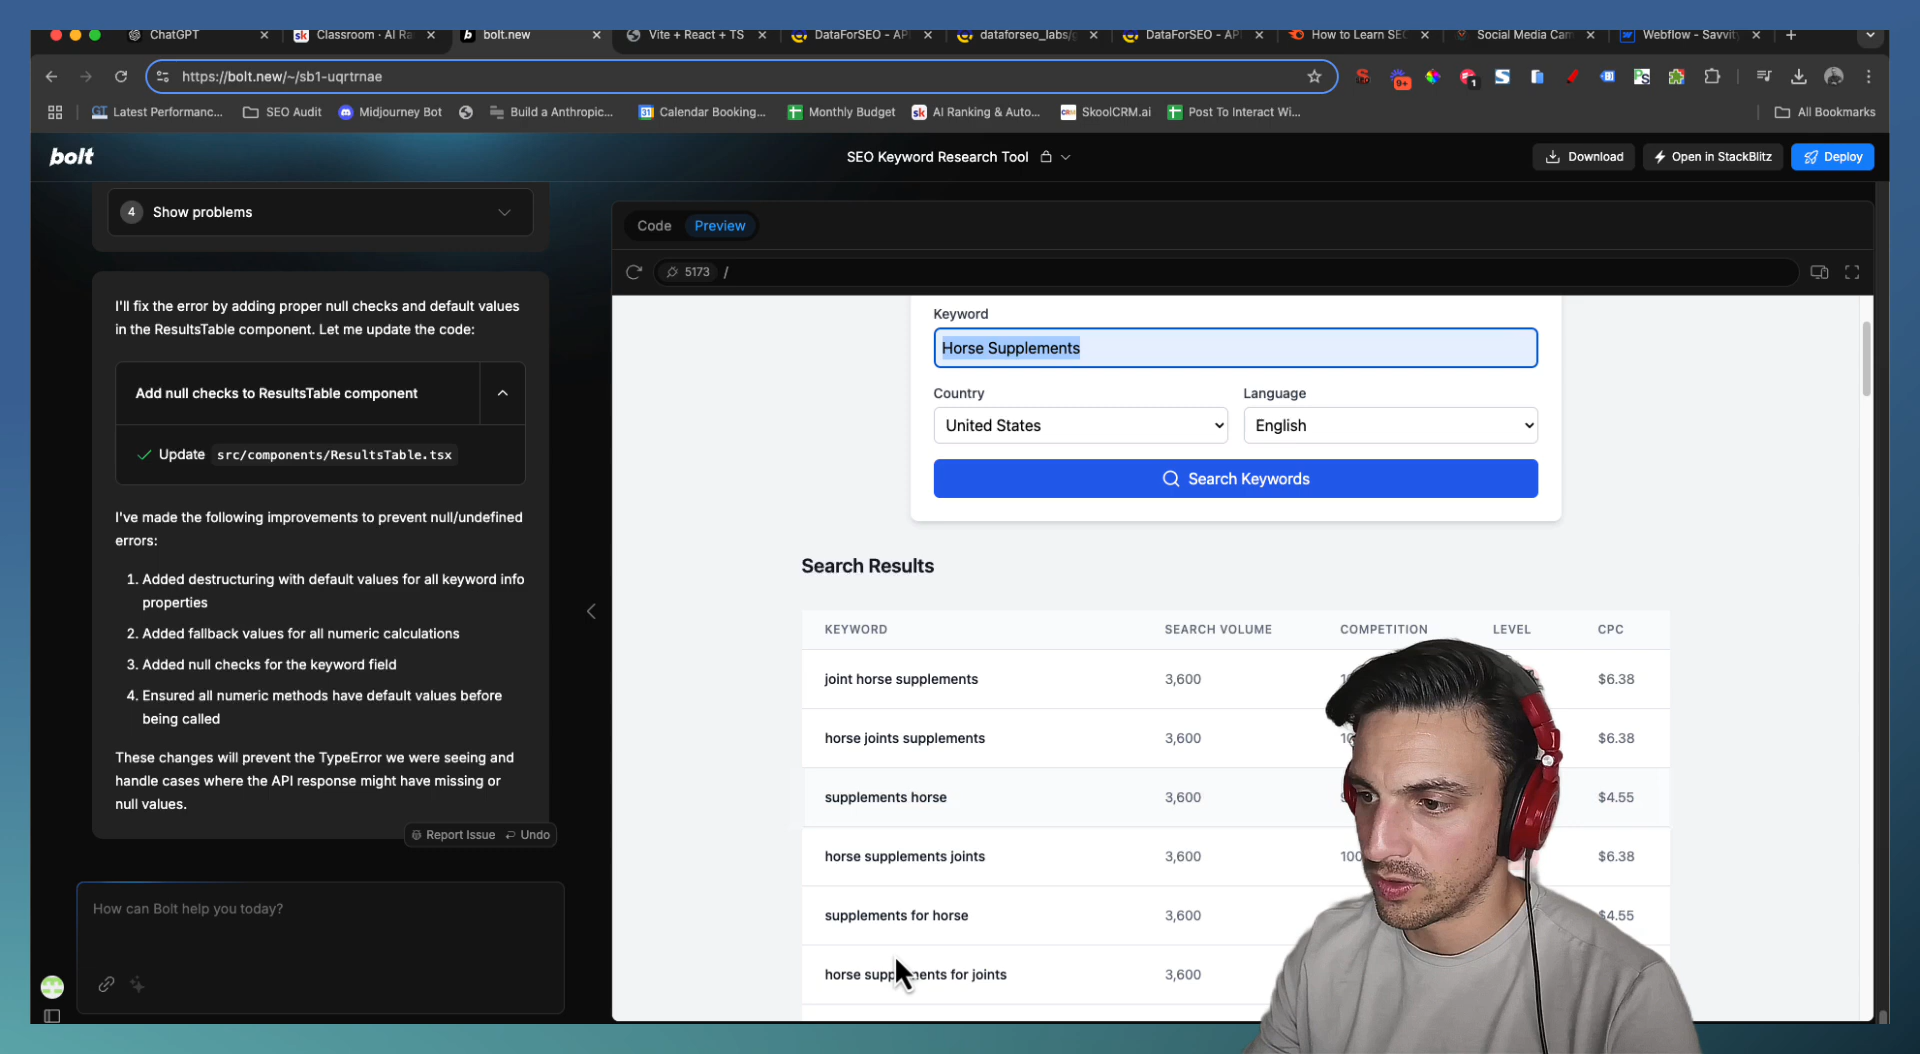 ChatGPT
Classroom · AI Ra
bolt.new
Vite + React + TS
DataForSEO - AP
dataforseo_labs/g
DataForSEO - API
How to Learn SEO
Social Media Cam
Webflow - Savvit
https://bolt.new/~/sb1-uqrtrnae
9+
1
Latest Performanc...
SEO Audit
Midjourney Bot
Build a Anthropic...
Calendar Booking...
Monthly Budget
AI Ranking & Auto...
SkoolCRM.ai
Post To Interact Wi...
All Bookmarks
bolt
SEO Keyword Research Tool
Download
Open in StackBlitz
Deploy
4 Show problems
I'll fix the error by adding proper null checks and default values
in the ResultsTable component. Let me update the code:
Add null checks to ResultsTable component
Update src/components/ResultsTable.tsx
I've made the following improvements to prevent null/undefined
errors:
1. Added destructuring with default values for all keyword info
properties
2. Added fallback values for all numeric calculations
3. Added null checks for the keyword field
4. Ensured all numeric methods have default values before
being called
These changes will prevent the TypeError we were seeing and
handle cases where the API response might have missing or
null values.
Report Issue Undo
How can Bolt help you today?
Code Preview
5173 /
Keyword
Horse Supplements
Country Language
United States English
Search Keywords
Search Results
KEYWORD SEARCH VOLUME COMPETITION LEVEL CPC
joint horse supplements 3,600 $6.38
horse joints supplements 3,600 $6.38
supplements horse 3,600 $4.55
horse supplements joints 3,600 100 $6.38
supplements for horse 3,600 $4.55
horse supplements for joints 3,600